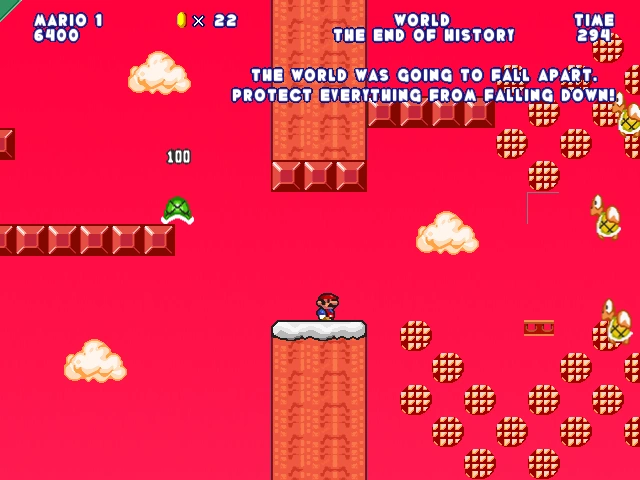 MARIO 1
6400
× 22
WORLD
THE END OF HISTORY
TIME
294
THE WORLD WAS GOING TO FALL APART.
PROTECT EVERYTHING FROM FALLING DOWN!
100